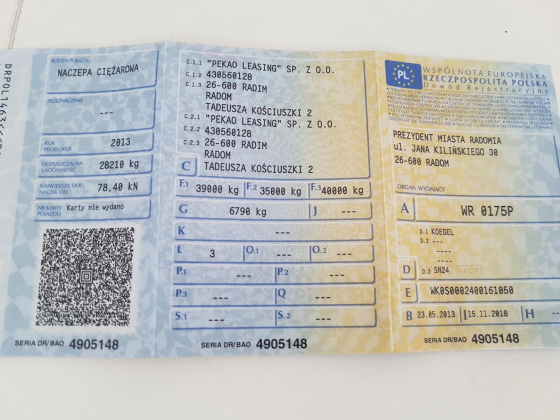 RODZAJ POJAZDU
NACZEPA CIĘŻAROWA
PRZEZNACZENIE
---
ROK PRODUKCJI
2013
DOPUSZCZALNA ŁADOWNOŚĆ
28210 kg
NAJWIĘKSZY DOP. NACISK OSI
78,40 kN
NR KARTY POJAZDU
Karty nie wydano
SERIA DR/BAO 4905148
C.1.1 "PEKAO LEASING" SP. Z O.O.
C.1.2 430560128
C.1.3 26-600 RADIM
RADOM
TADEUSZA KOŚCIUSZKI 2
C.2.1 "PEKAO LEASING" SP. Z O.O.
C.2.2 430560128
C.2.3 26-600 RADIM
RADOM
C TADEUSZA KOŚCIUSZKI 2
F.1 39000 kg F.2 35000 kg F.3 40000 kg
G 6790 kg J ---
K ---
L 3 O.1 --- O.2 ---
P.1 --- P.2 ---
P.3 --- Q ---
S.1 --- S.2 ---
SERIA DR/BAO 4905148
PL
WSPÓLNOTA EUROPEJSKA
RZECZPOSPOLITA POLSKA
Dowód Rejestracyjny
PREZYDENT MIASTA RADOMIA
ul. JANA KILIŃSKIEGO 30
26-600 RADOM
ORGAN WYDAJĄCY
A WR 0175P
D.1 KOEGEL
D.2 ---
----
D D.3 SN24
E WK0S0002400161050
B 23.05.2013 I 15.11.2018 H --
SERIA DR/BAO 4905148